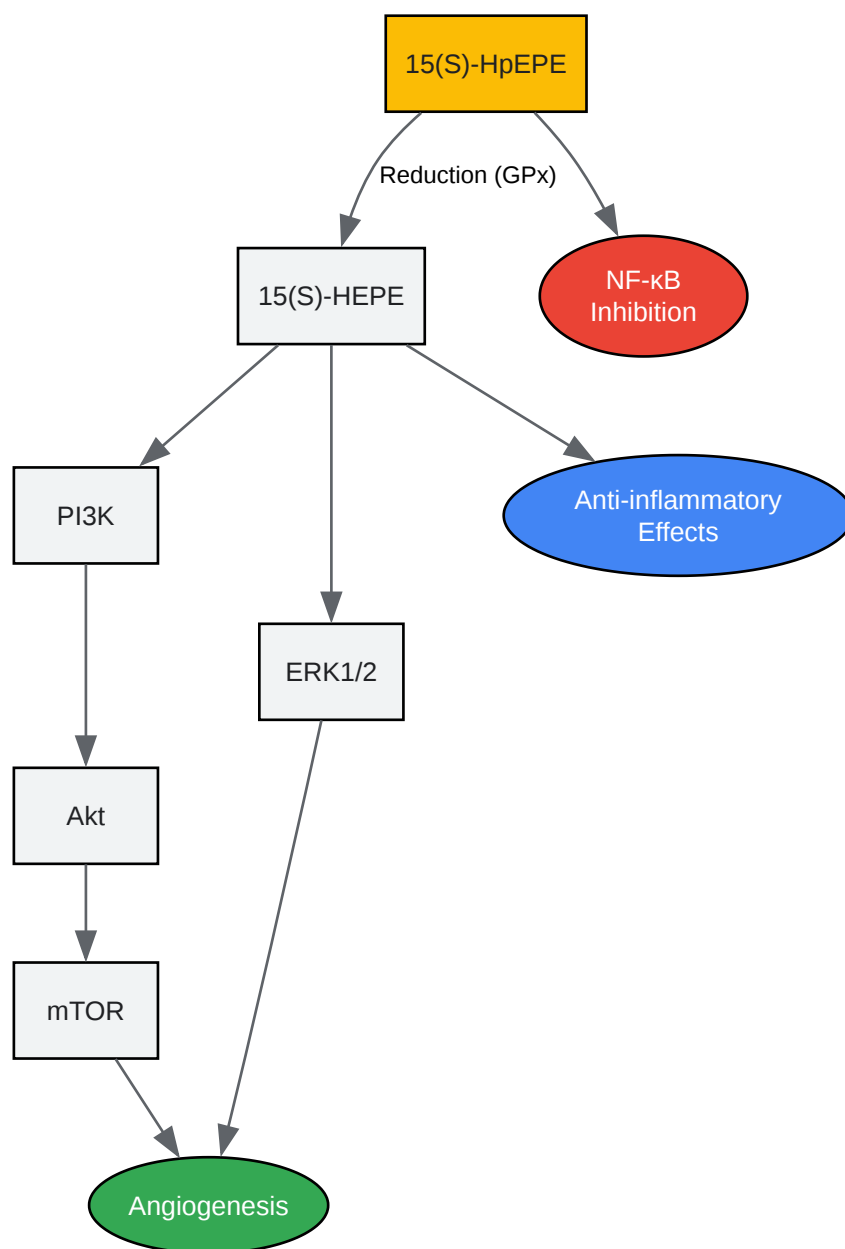 15(S)-HpEPE
Reduction (GPx)
15(S)-HEPE
NF-κB
Inhibition
PI3K
Anti-inflammatory
Effects
ERK1/2
Akt
mTOR
Angiogenesis